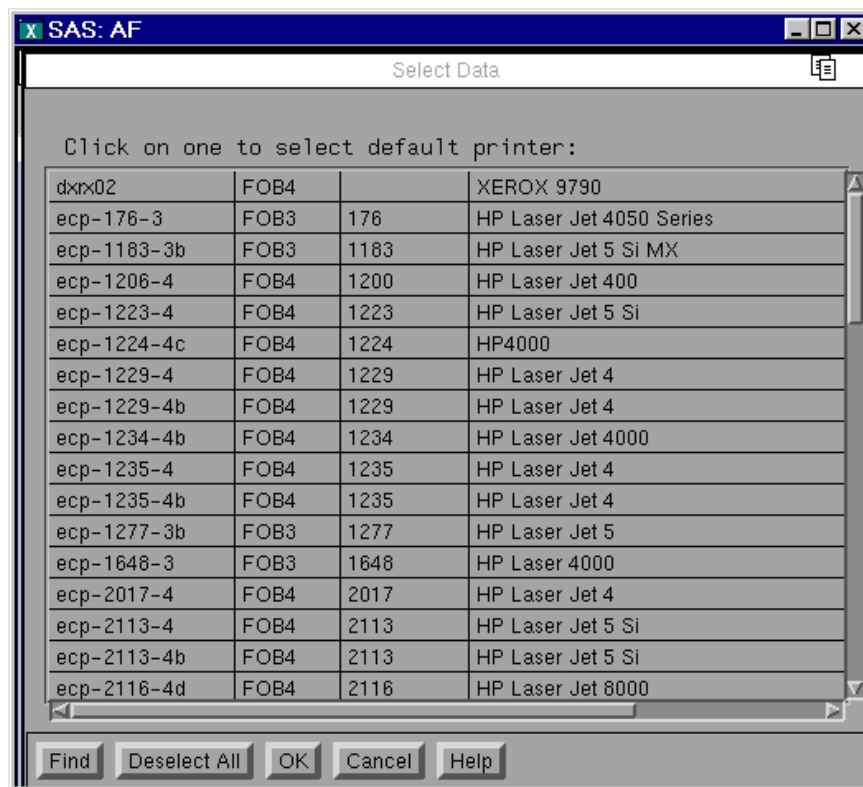 SAS: AF
Select Data
Click on one to select default printer:
dxrx02 FOB4 XEROX 9790
ecp-176-3 FOB3 176 HP Laser Jet 4050 Series
ecp-1183-3b FOB3 1183 HP Laser Jet 5 Si MX
ecp-1206-4 FOB4 1200 HP Laser Jet 400
ecp-1223-4 FOB4 1223 HP Laser Jet 5 Si
ecp-1224-4c FOB4 1224 HP4000
ecp-1229-4 FOB4 1229 HP Laser Jet 4
ecp-1229-4b FOB4 1229 HP Laser Jet 4
ecp-1234-4b FOB4 1234 HP Laser Jet 4000
ecp-1235-4 FOB4 1235 HP Laser Jet 4
ecp-1235-4b FOB4 1235 HP Laser Jet 4
ecp-1277-3b FOB3 1277 HP Laser Jet 5
ecp-1648-3 FOB3 1648 HP Laser 4000
ecp-2017-4 FOB4 2017 HP Laser Jet 4
ecp-2113-4 FOB4 2113 HP Laser Jet 5 Si
ecp-2113-4b FOB4 2113 HP Laser Jet 5 Si
ecp-2116-4d FOB4 2116 HP Laser Jet 8000
Find Deselect All OK Cancel Help